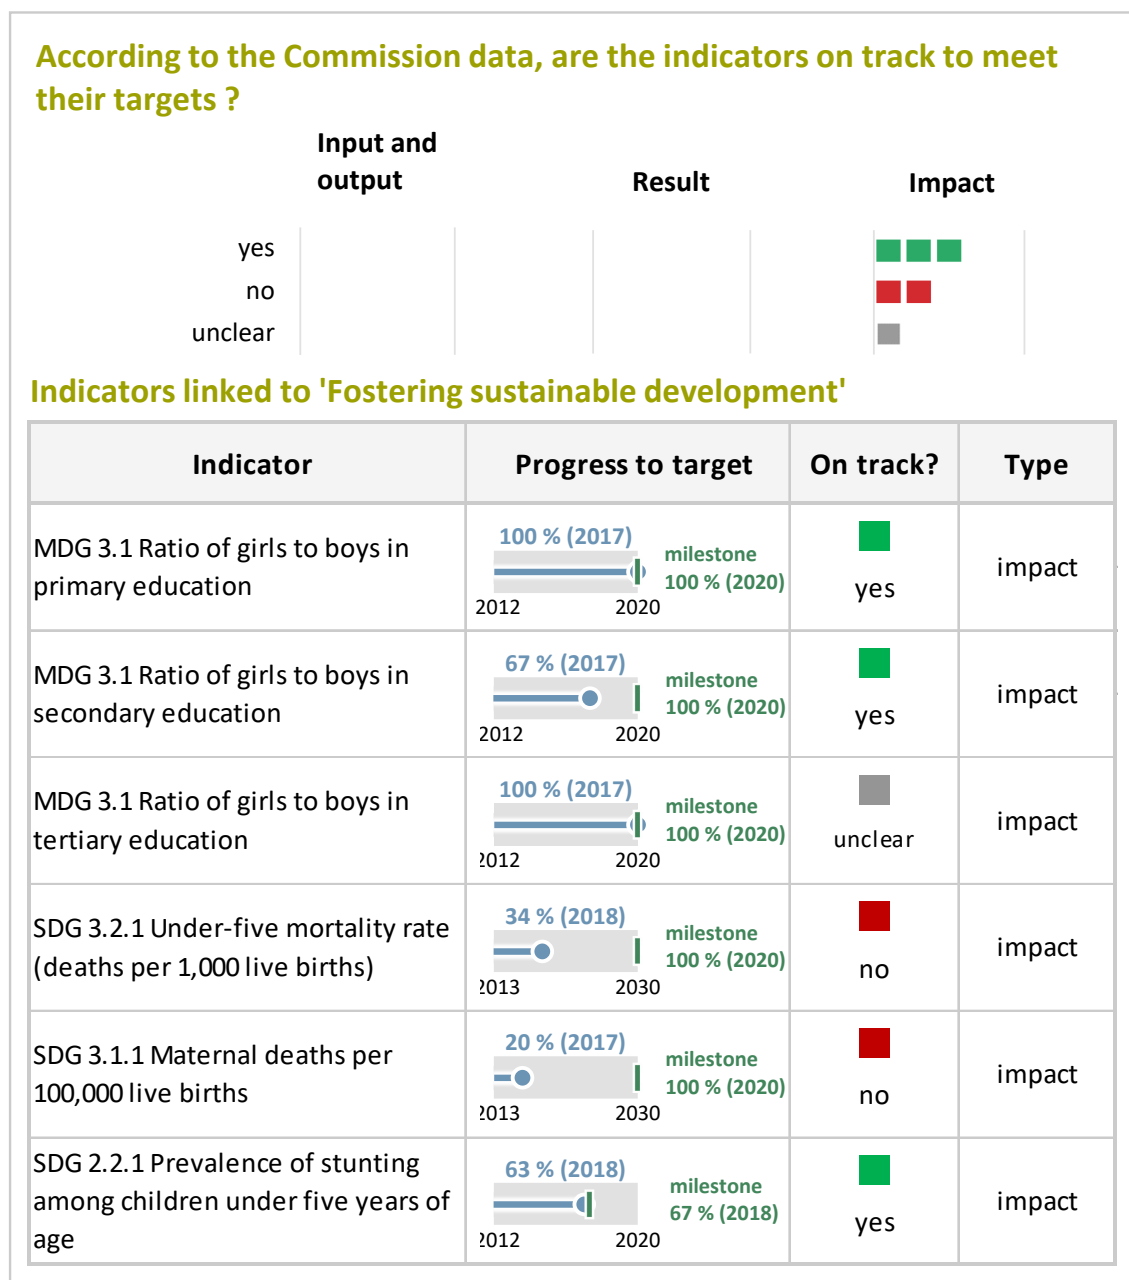 According to the Commission data, are the indicators on track to meet
their targets ?
Input and
output
Result
Impact
yes
no
unclear
Indicators linked to 'Fostering sustainable development'
Indicator
Progress to target
On track?
Type
MDG 3.1 Ratio of girls to boys in
primary education
100 % (2017)
milestone
100 % (2020)
2012
2020
yes
impact
MDG 3.1 Ratio of girls to boys in
secondary education
67 % (2017)
milestone
100 % (2020)
2012
2020
yes
impact
MDG 3.1 Ratio of girls to boys in
tertiary education
100 % (2017)
milestone
100 % (2020)
2012
2020
unclear
impact
SDG 3.2.1 Under-five mortality rate
(deaths per 1,000 live births)
34 % (2018)
milestone
100 % (2020)
2013
2030
no
impact
SDG 3.1.1 Maternal deaths per
100,000 live births
20 % (2017)
milestone
100 % (2020)
2013
2030
no
impact
SDG 2.2.1 Prevalence of stunting
among children under five years of
age
63 % (2018)
milestone
67 % (2018)
2012
2020
yes
impact